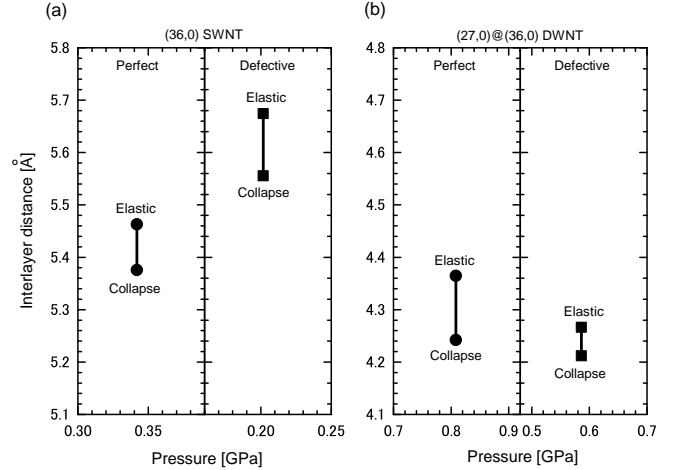 (a)
(36,0) SWNT
Perfect
Defective
Interlayer distance [Å]
5.8
5.7
5.6
5.5
5.4
5.3
5.2
5.1
Elastic
Collapse
Elastic
Collapse
0.30
0.35
0.20
0.25
Pressure [GPa]
(b)
(27,0)@(36,0) DWNT
Perfect
Defective
4.8
4.7
4.6
4.5
4.4
4.3
4.2
4.1
Elastic
Collapse
Elastic
Collapse
0.7
0.8
0.9
0.5
0.6
0.7
Pressure [GPa]